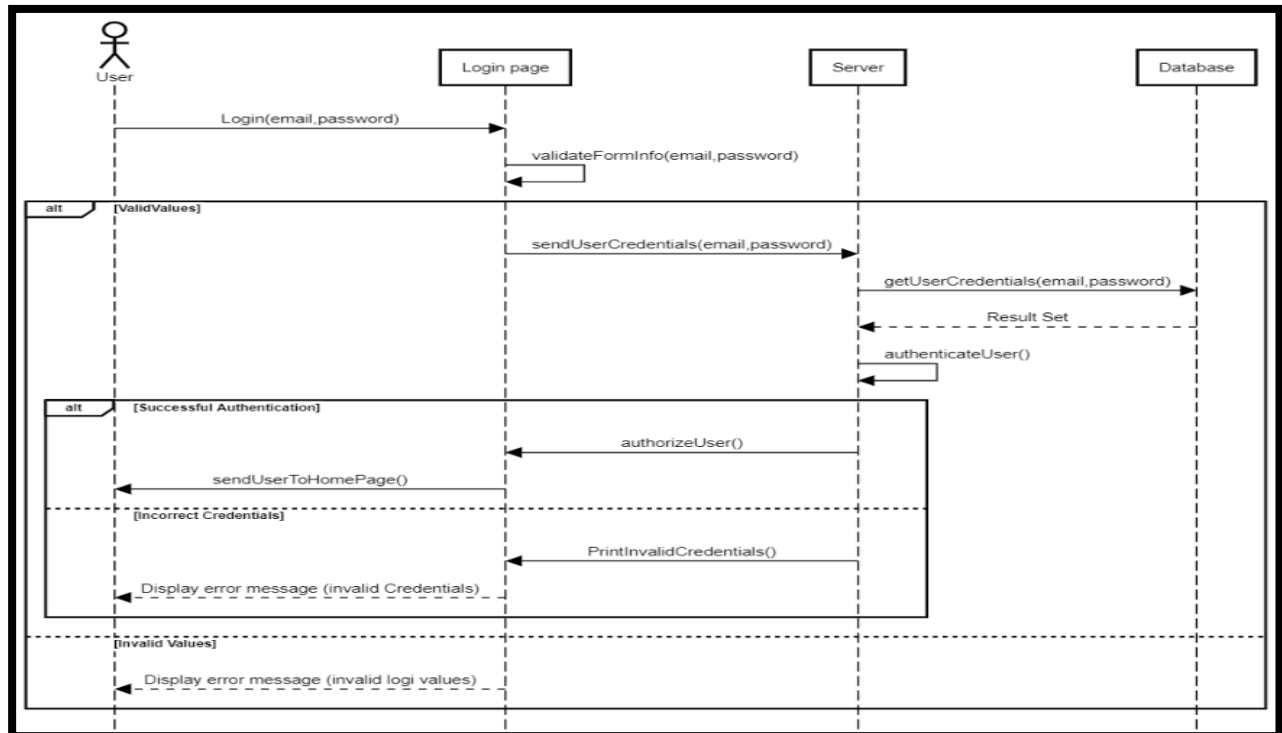 User
Login page
Server
Database
Login(email,password)
validateFormInfo(email,password)
alt [ValidValues]
sendUserCredentials(email,password)
getUserCredentials(email,password)
Result Set
authenticateUser()
alt [Successful Authentication]
authorizeUser()
sendUserToHomePage()
[Incorrect Credentials]
PrintInvalidCredentials()
Display error message (invalid Credentials)
[Invalid Values]
Display error message (invalid logi values)